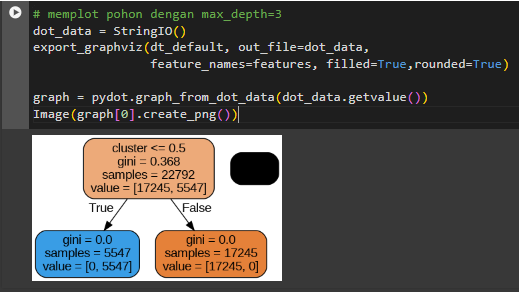 # memplot pohon dengan max_depth=3
dot_data = StringIO()
export_graphviz(dt_default, out_file=dot_data,
feature_names=features, filled=True,rounded=True)
graph = pydot.graph_from_dot_data(dot_data.getvalue())
Image(graph[0].create_png())
cluster <= 0.5
gini = 0.368
samples = 22792
value = [17245, 5547]
True
False
gini = 0.0
samples = 5547
value = [0, 5547]
gini = 0.0
samples = 17245
value = [17245, 0]